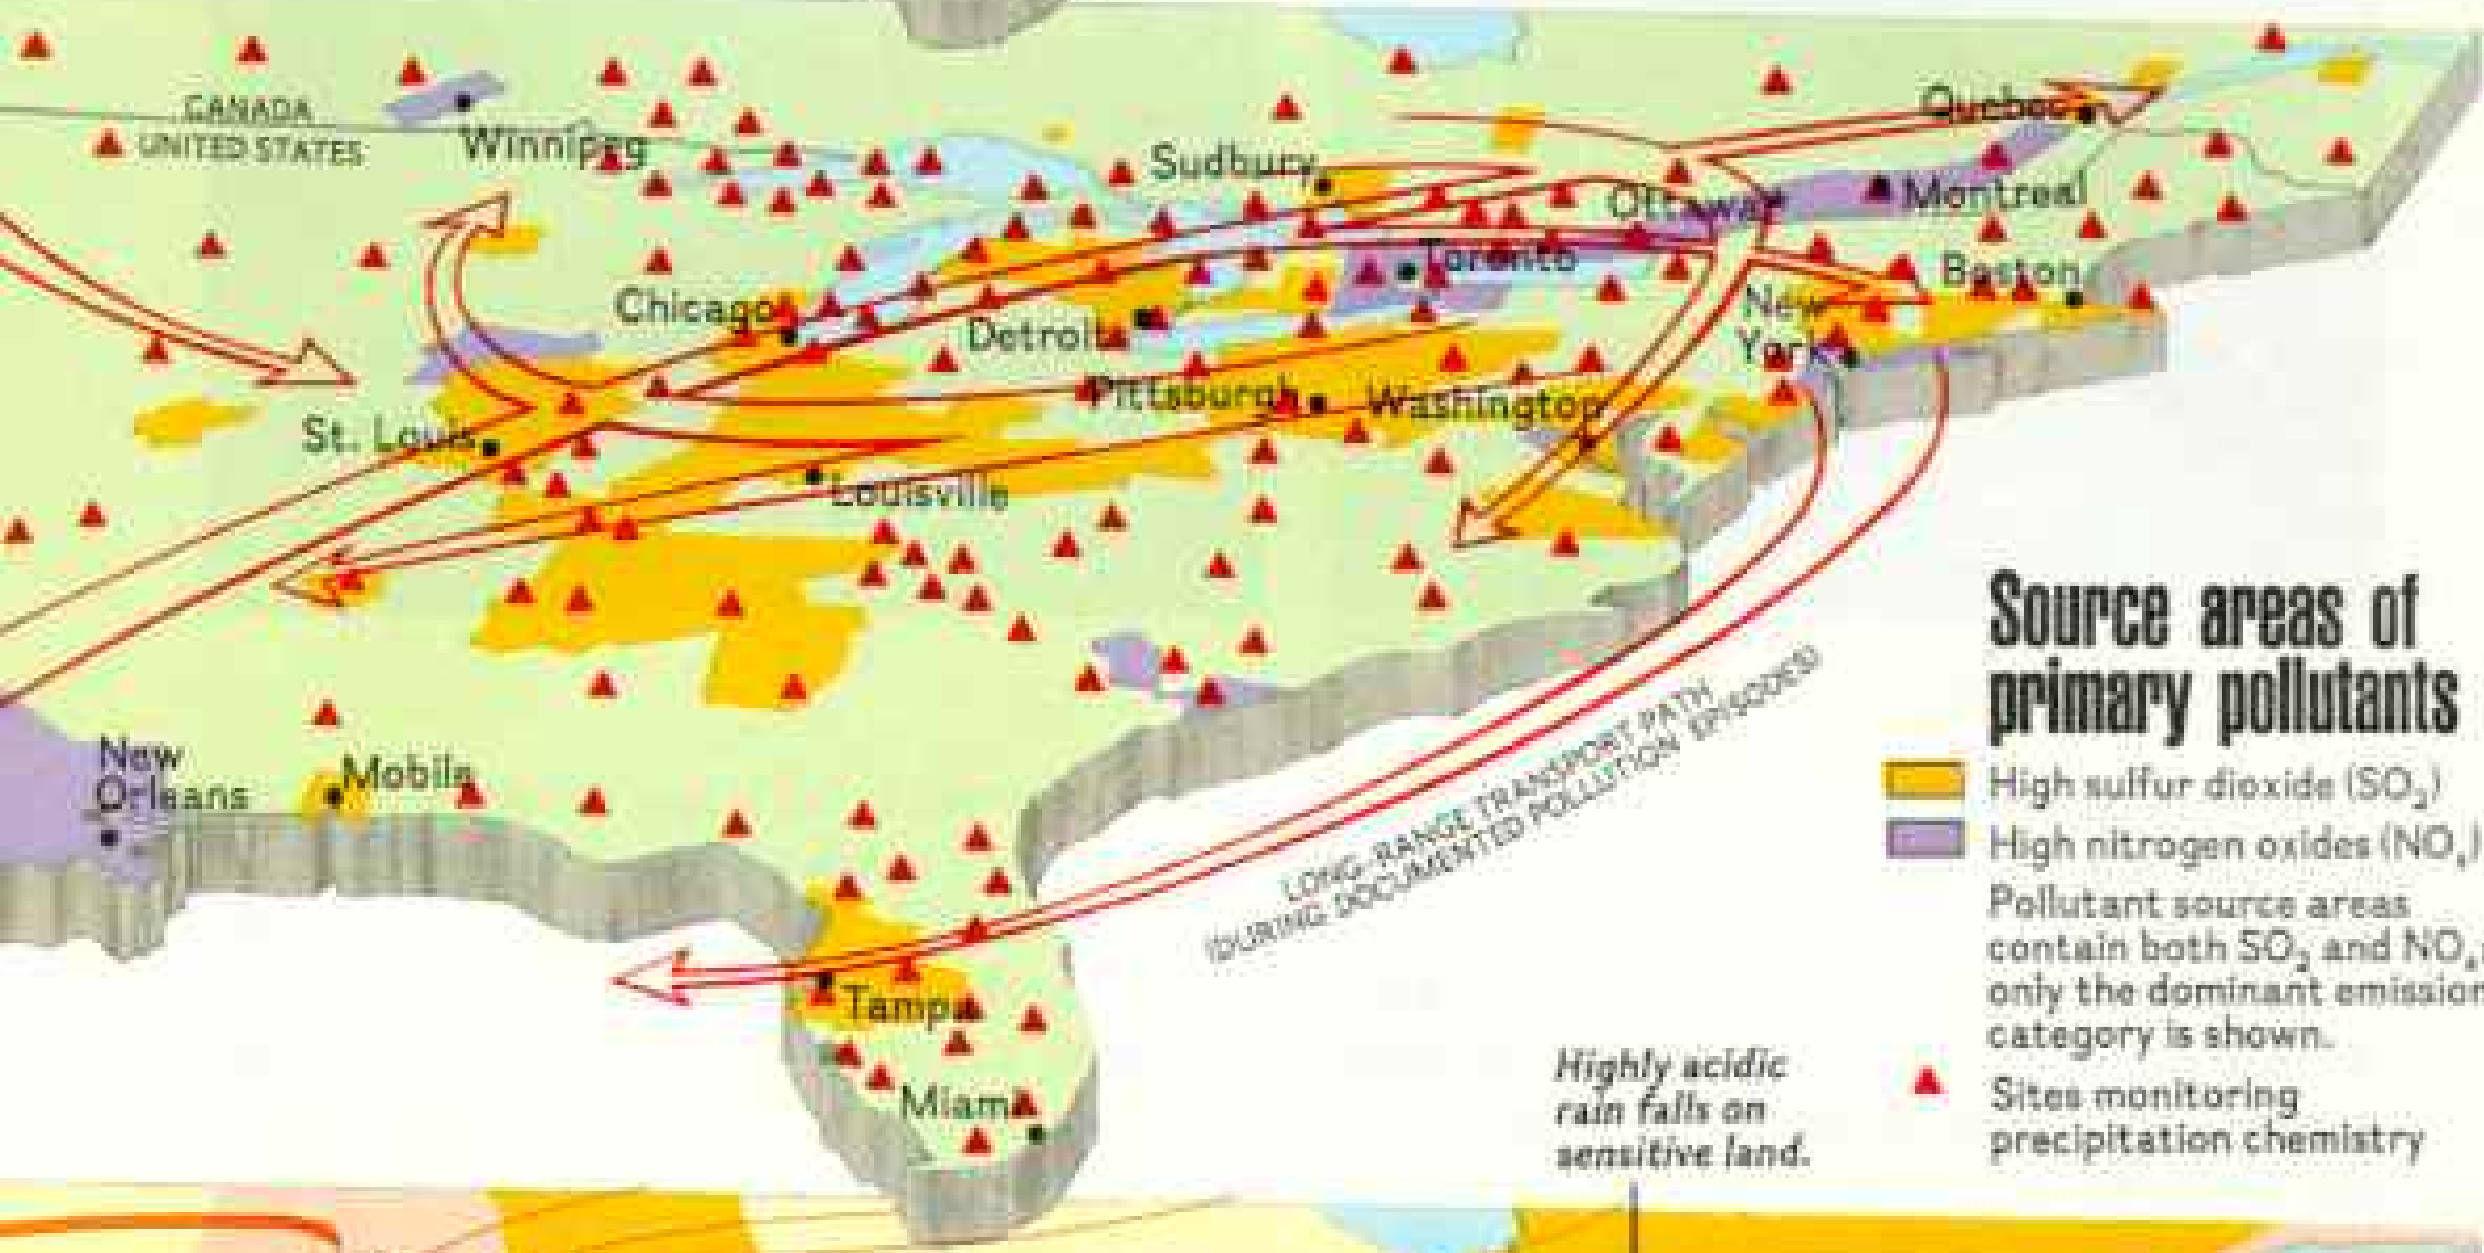 CANADA
UNITED STATES
Winnipeg
Sudbury
Quebec
Ottawa
Montreal
Toronto
Boston
Chicago
Detroit
New
York
Pittsburgh
Washington
St. Louis
Louisville
New
Orleans
Mobile
Tampa
Miami
LONG-RANGE TRANSPORT PATH
(DURING DOCUMENTED POLLUTION EPISODES)
Source areas of
primary pollutants
High sulfur dioxide (SO₂)
High nitrogen oxides (NOₓ)
Pollutant source areas
contain both SO₂ and NOₓ;
only the dominant emission
category is shown.
Sites monitoring
precipitation chemistry
Highly acidic
rain falls on
sensitive land.